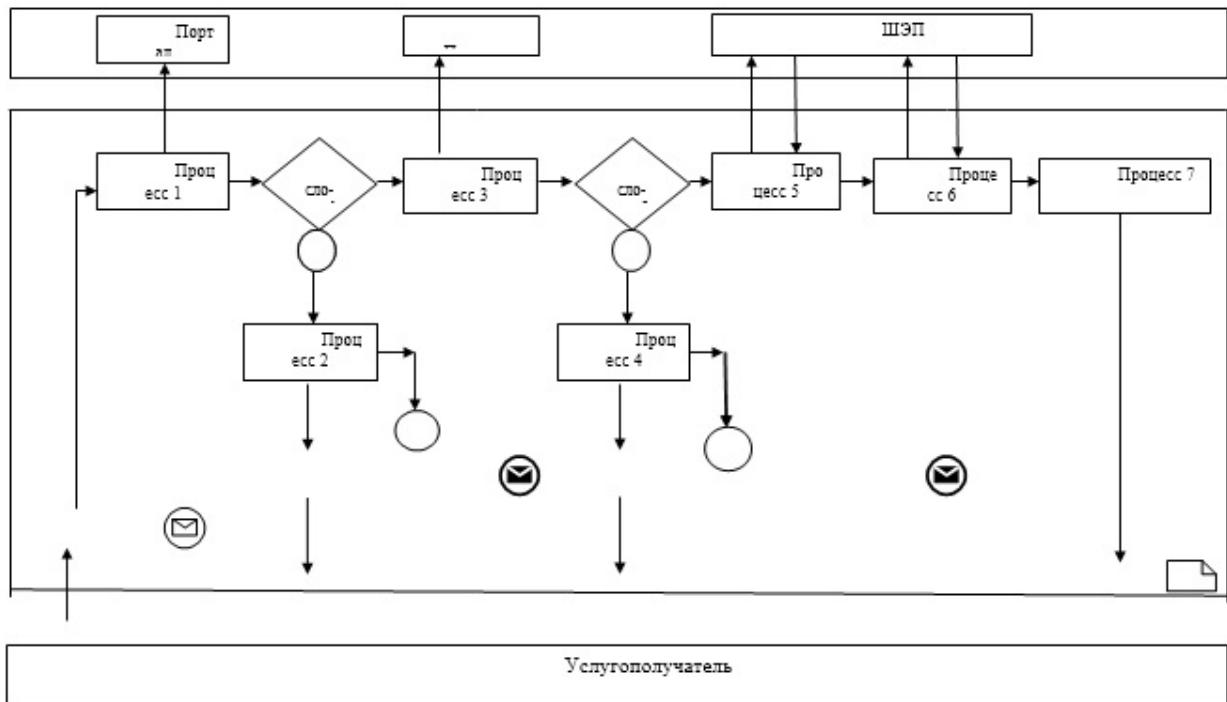 Порт
ШЭП
Проц
есс 1
сло-
Проц
есс 3
сло-
Про
цесс 5
Проце
сс 6
Процесс 7
Проц
есс 2
Проц
есс 4
Услугополучатель